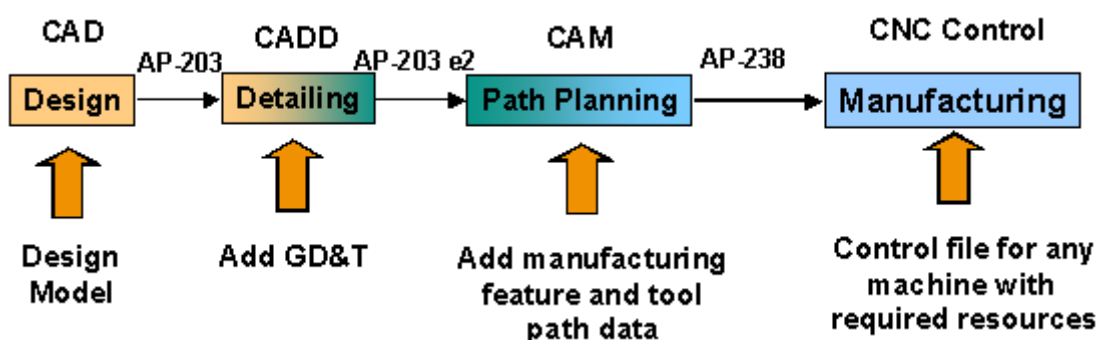 CAD
CADD
CAM
CNC Control
AP-203
AP-203 e2
AP-238
Design
Detailing
Path Planning
Manufacturing
Design
Model
Add GD&T
Add manufacturing
feature and tool
path data
Control file for any
machine with
required resources